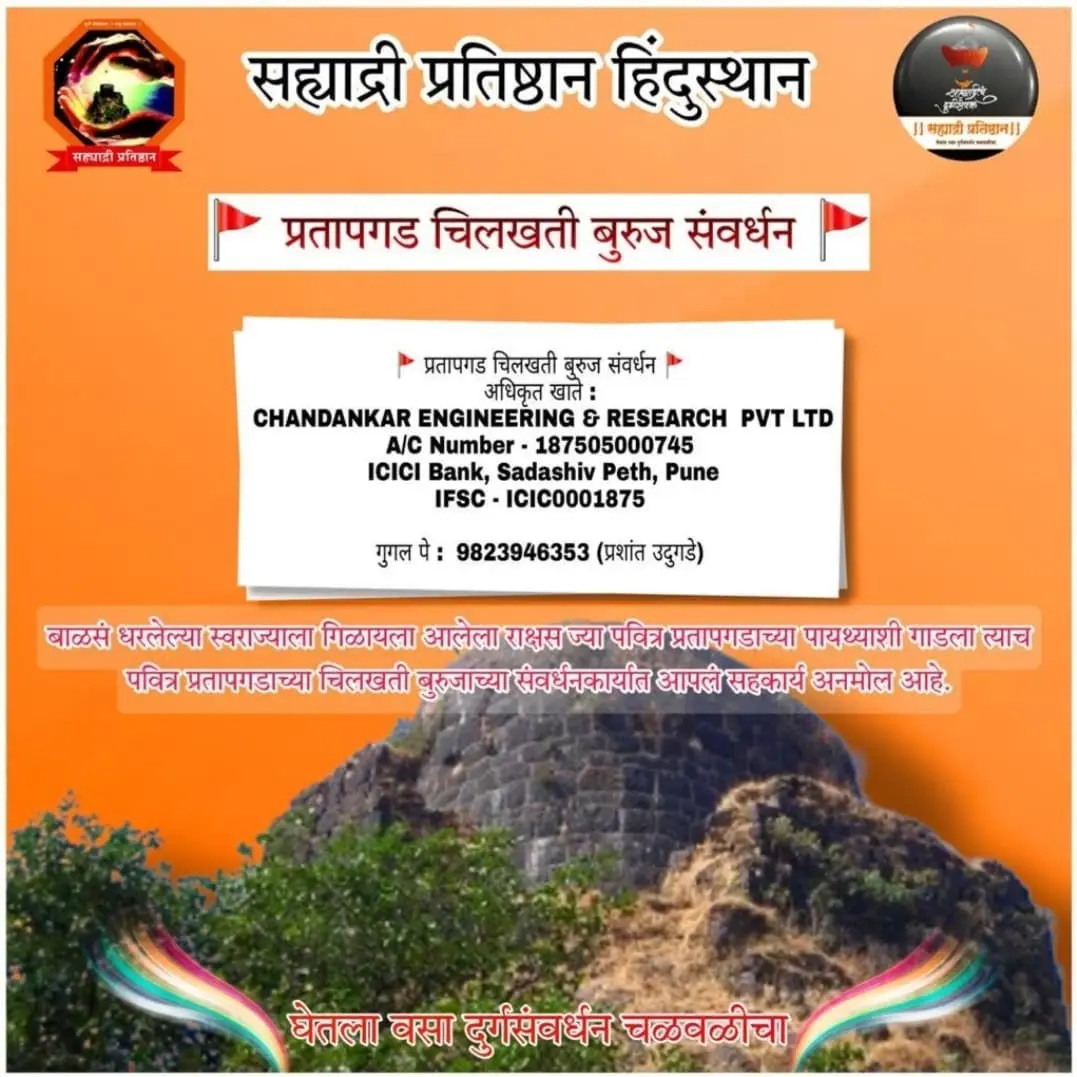 सह्याद्री प्रतिष्ठान हिंदुस्थान
सह्याद्री प्रतिष्ठान
|| सह्याद्री प्रतिष्ठान||
प्रतापगड चिलखती बुरुज संवर्धन
प्रतापगड चिलखती बुरुज संवर्धन
अधिकृत खाते :
CHANDANKAR ENGINEERING & RESEARCH PVT LTD
A/C Number - 187505000745
ICICI Bank, Sadashiv Peth, Pune
IFSC - ICIC0001875
गुगल पे : 9823946353 (प्रशांत उदुगडे)
बाळसं धरलेल्या स्वराज्याला गिळायला आलेला राक्षस ज्या पवित्र प्रतापगडाच्या पायथ्याशी गाडला त्याच
पवित्र प्रतापगडाच्या चिलखती बुरुजाच्या संवर्धनकार्यात आपलं सहकार्य अनमोल आहे.
घेतला वसा दुर्गसंवर्धन चळवळीचा